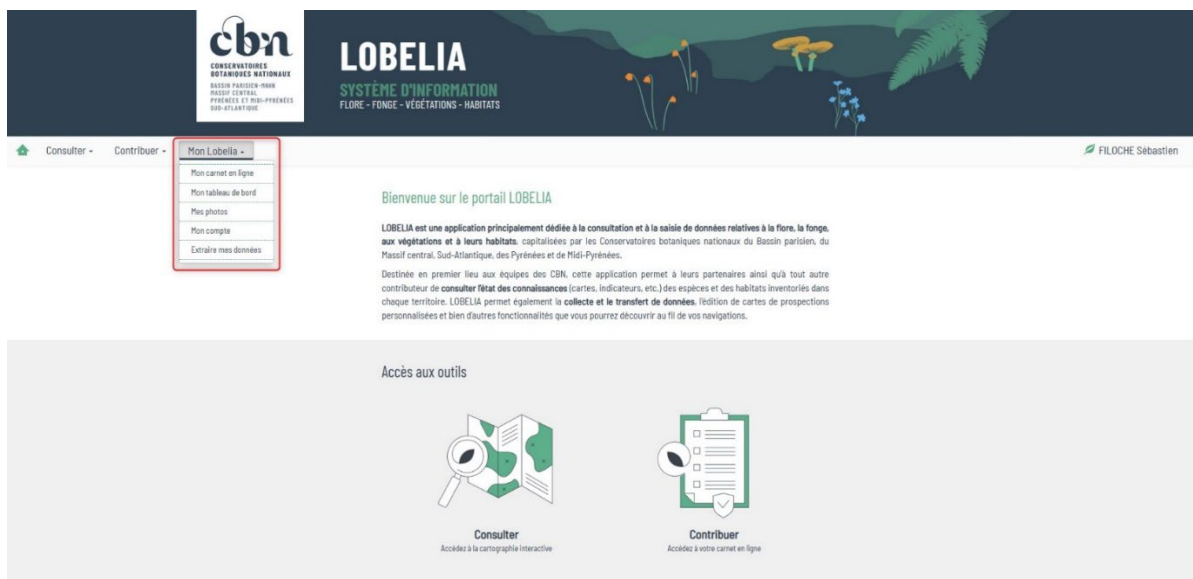 cbn
CONSERVATOIRES
BOTANIQUES NATIONAUX
BASSIN PARISIEN-MNHN
MASSIF CENTRAL
PYRÉNÉES ET MIDI-PYRÉNÉES
SUD-ATLANTIQUE
LOBELIA
SYSTÈME D'INFORMATION
FLORE - FONGE - VÉGÉTATIONS - HABITATS
Consulter
Contribuer
Mon Lobelia
FILOCHE Sébastien
Mon carnet en ligne
Mon tableau de bord
Mes photos
Mon compte
Extraire mes données
Bienvenue sur le portail LOBELIA
LOBELIA est une application principalement dédiée à la consultation et à la saisie de données relatives à la flore, la fonge,
aux végétations et à leurs habitats, capitalisées par les Conservatoires botaniques nationaux du Bassin parisien, du
Massif central, Sud-Atlantique, des Pyrénées et de Midi-Pyrénées.
Destinée en premier lieu aux équipes des CBN, cette application permet à leurs partenaires ainsi qu'à tout autre
contributeur de consulter l'état des connaissances (cartes, indicateurs, etc.) des espèces et des habitats inventoriés dans
chaque territoire. LOBELIA permet également la collecte et le transfert de données, l'édition de cartes de prospections
personnalisées et bien d'autres fonctionnalités que vous pourrez découvrir au fil de vos navigations.
Accès aux outils
Consulter
Accédez à la cartographie interactive
Contribuer
Accédez à votre carnet en ligne